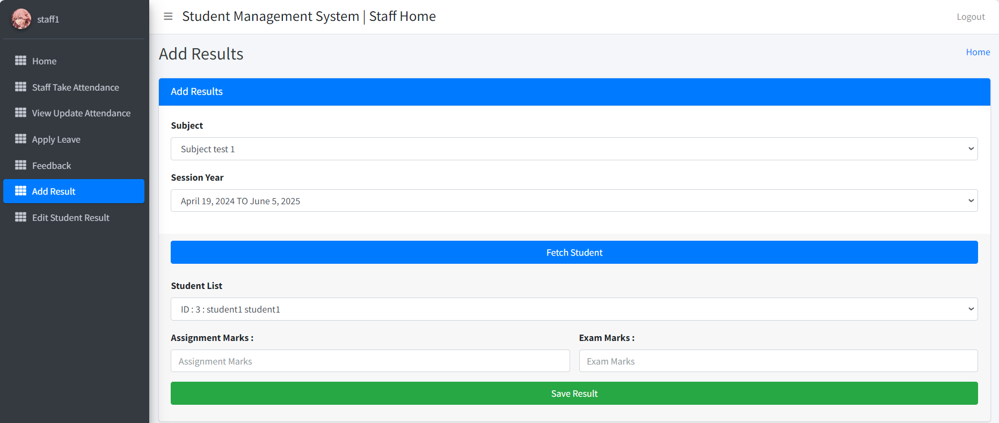 staff1
Student Management System | Staff Home
Logout
Home
Staff Take Attendance
View Update Attendance
Apply Leave
Feedback
Add Result
Edit Student Result
Add Results
Home
Add Results
Subject
Subject test 1
Session Year
April 19, 2024 TO June 5, 2025
Fetch Student
Student List
ID : 3 : student1 student1
Assignment Marks :
Exam Marks :
Assignment Marks
Exam Marks
Save Result